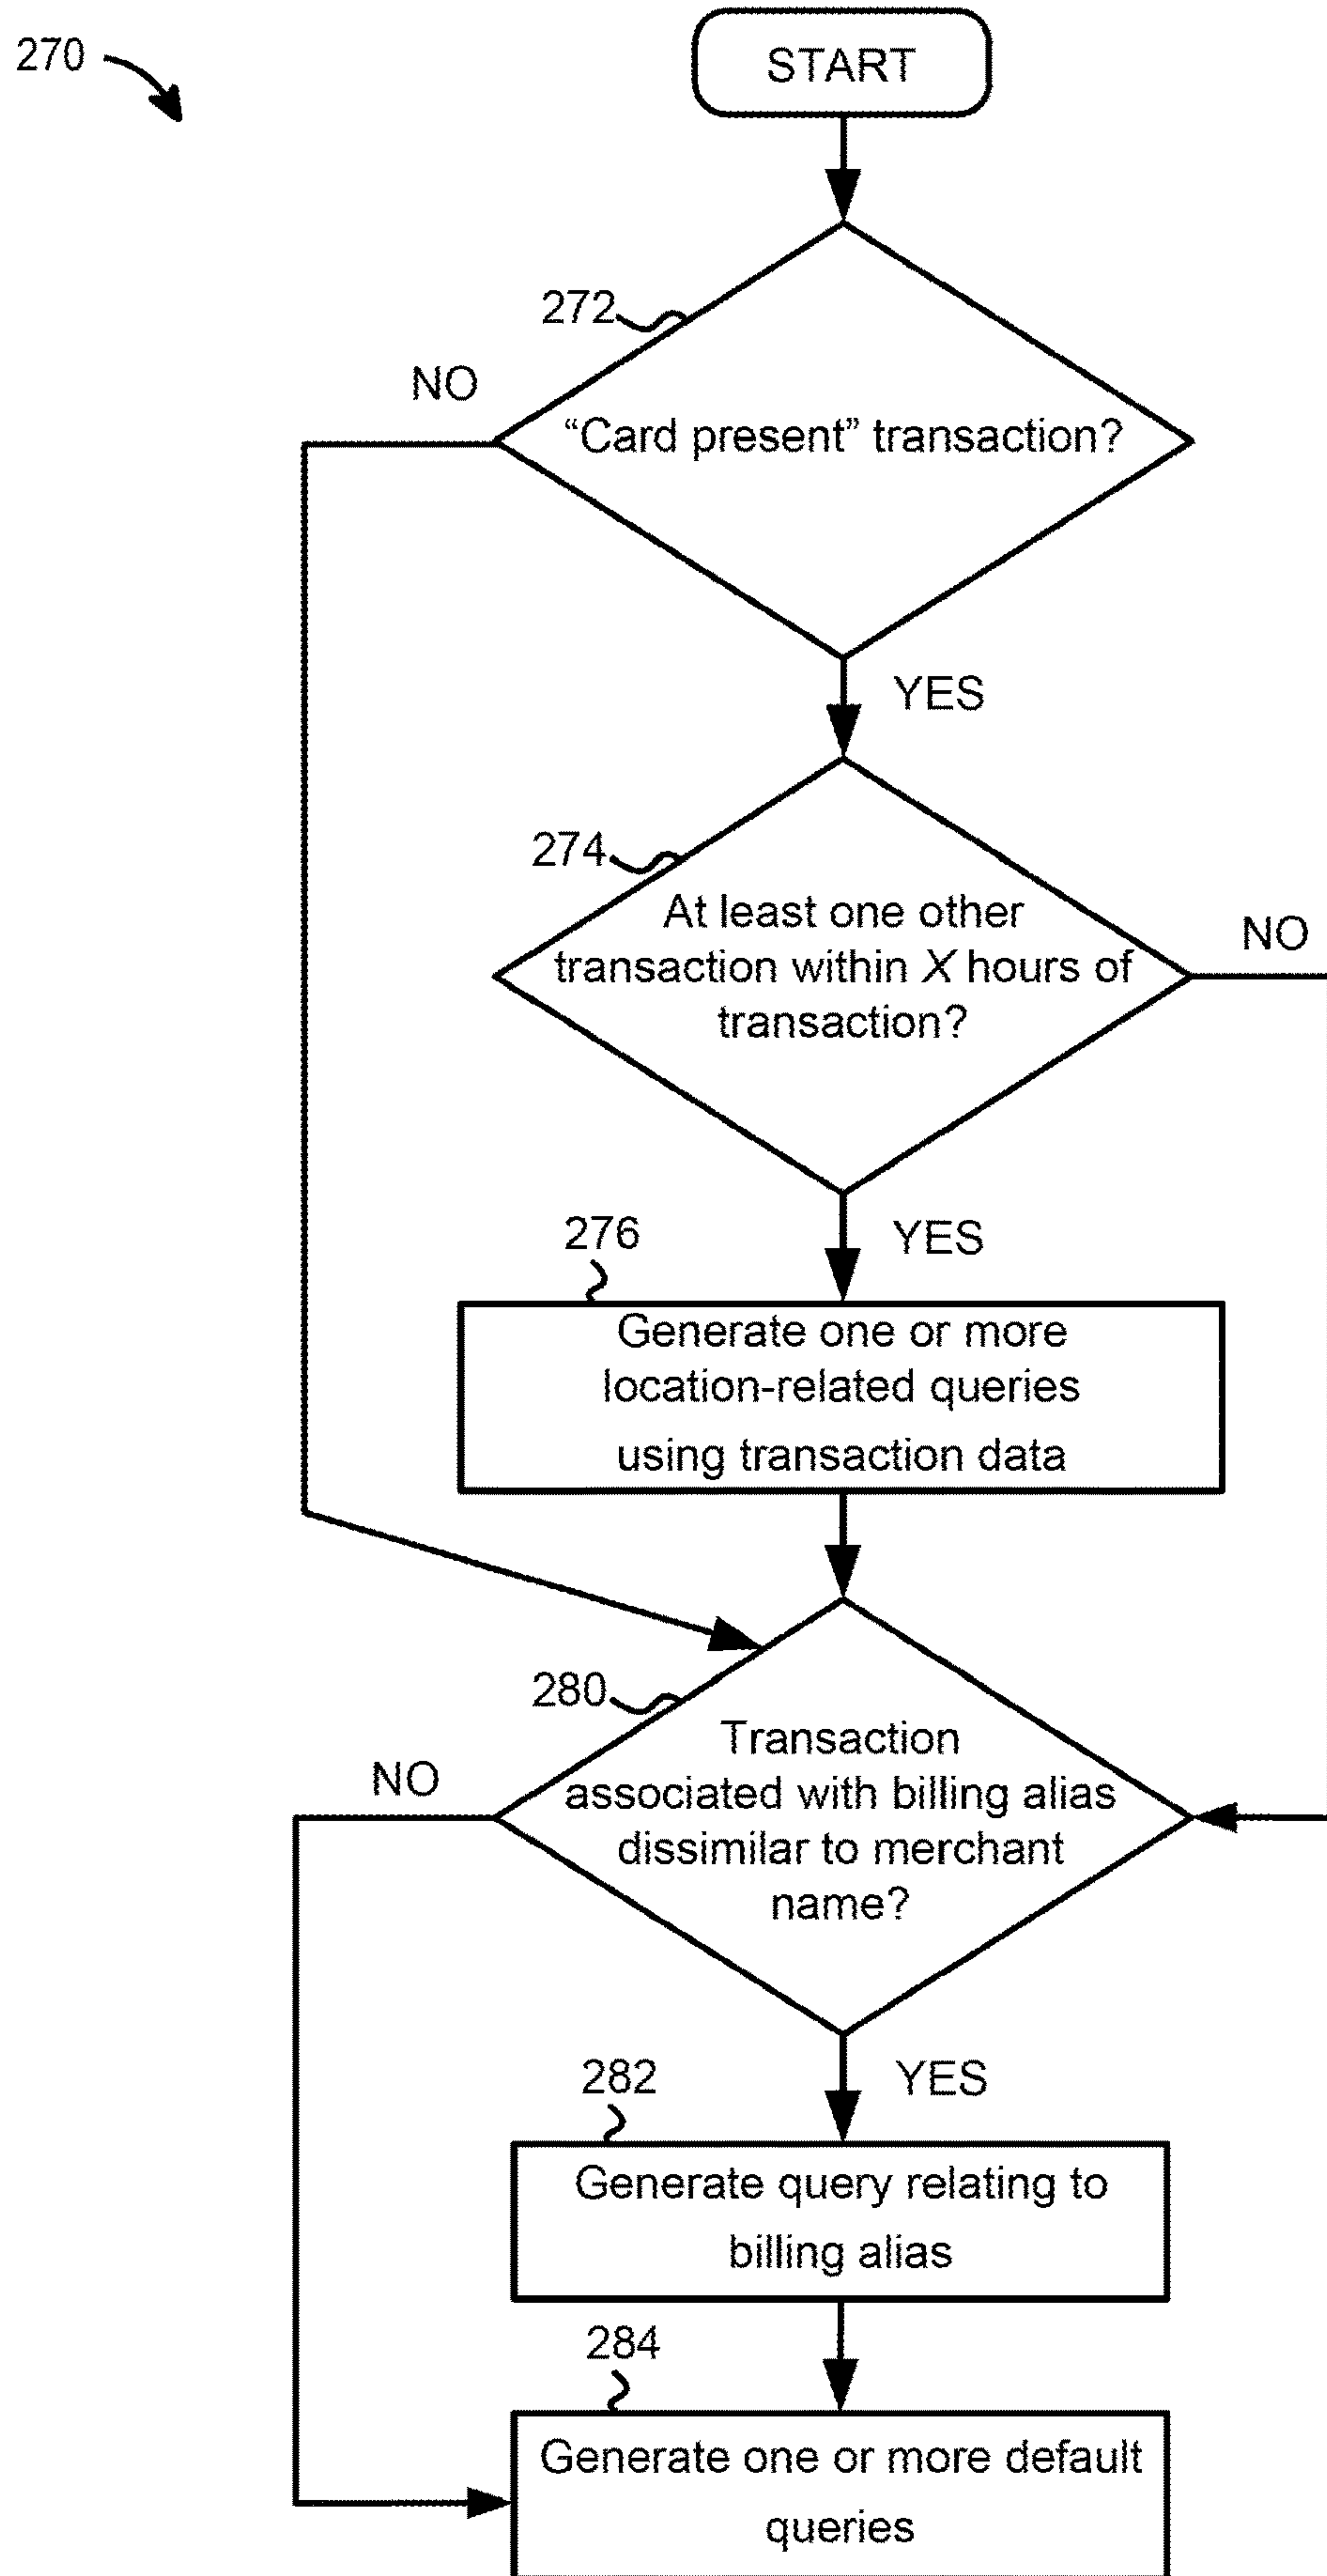 270
START
272
NO
“Card present” transaction?
YES
274
At least one other
transaction within X hours of
transaction?
NO
276
YES
Generate one or more
location-related queries
using transaction data
280
Transaction
associated with billing alias
dissimilar to merchant
name?
NO
282
YES
Generate query relating to
billing alias
284
Generate one or more default
queries